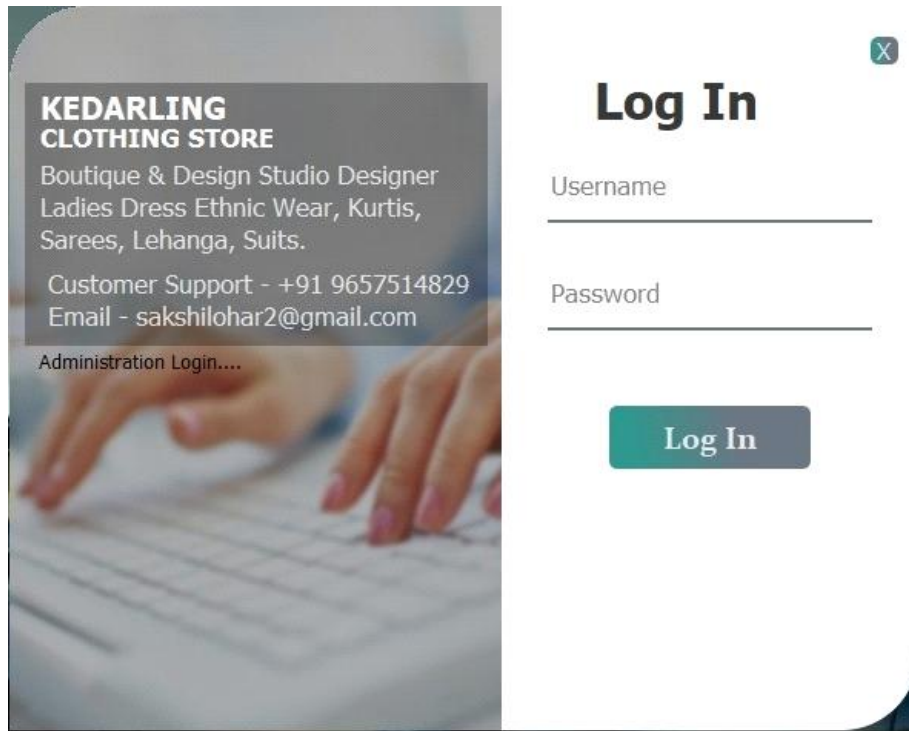 KEDARLING
CLOTHING STORE
Boutique & Design Studio Designer
Ladies Dress Ethnic Wear, Kurtis,
Sarees, Lehanga, Suits.
Customer Support - +91 9657514829
Email - sakshilohar2@gmail.com
Administration Login....
X
Log In
Username
Password
Log In